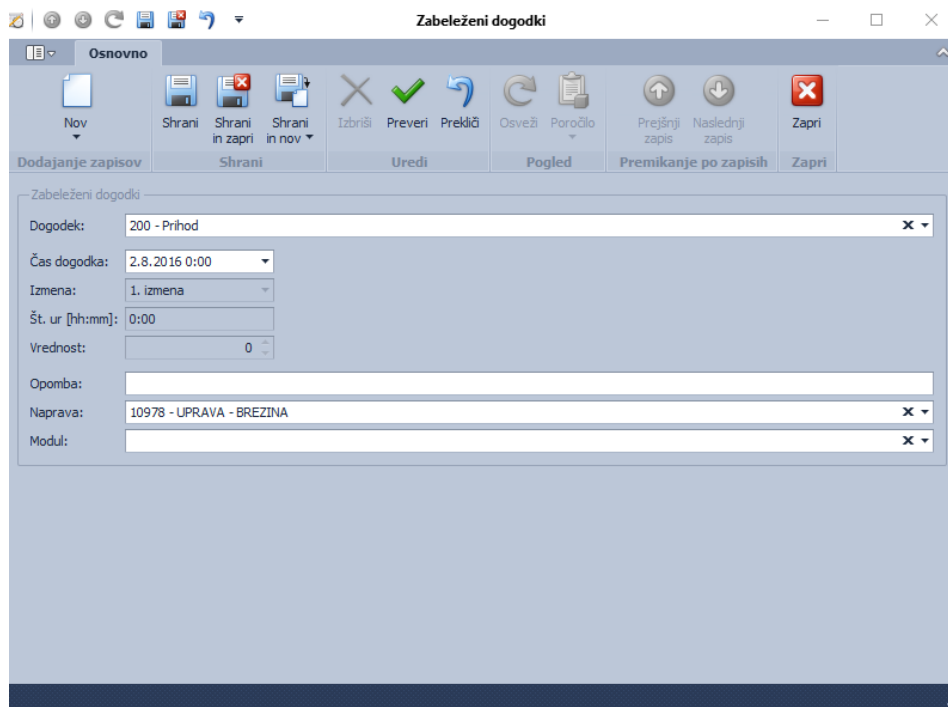 Zabeleženi dogodki
Osnovno
Nov
Shrani
Shrani in zapri
Shrani in nov
Izbriši
Preveri
Prekliči
Osveži
Poročilo
Prejšnji zapis
Naslednji zapis
Zapri
Dodajanje zapisov
Shrani
Uredi
Pogled
Premikanje po zapisih
Zapri
Zabeleženi dogodki
Dogodek: 200 - Prihod
Čas dogodka: 2.8.2016 0:00
Izmena: 1. izmena
Št. ur [hh:mm]: 0:00
Vrednost: 0
Opomba:
Naprava: 10978 - UPRAVA - BREZINA
Modul: